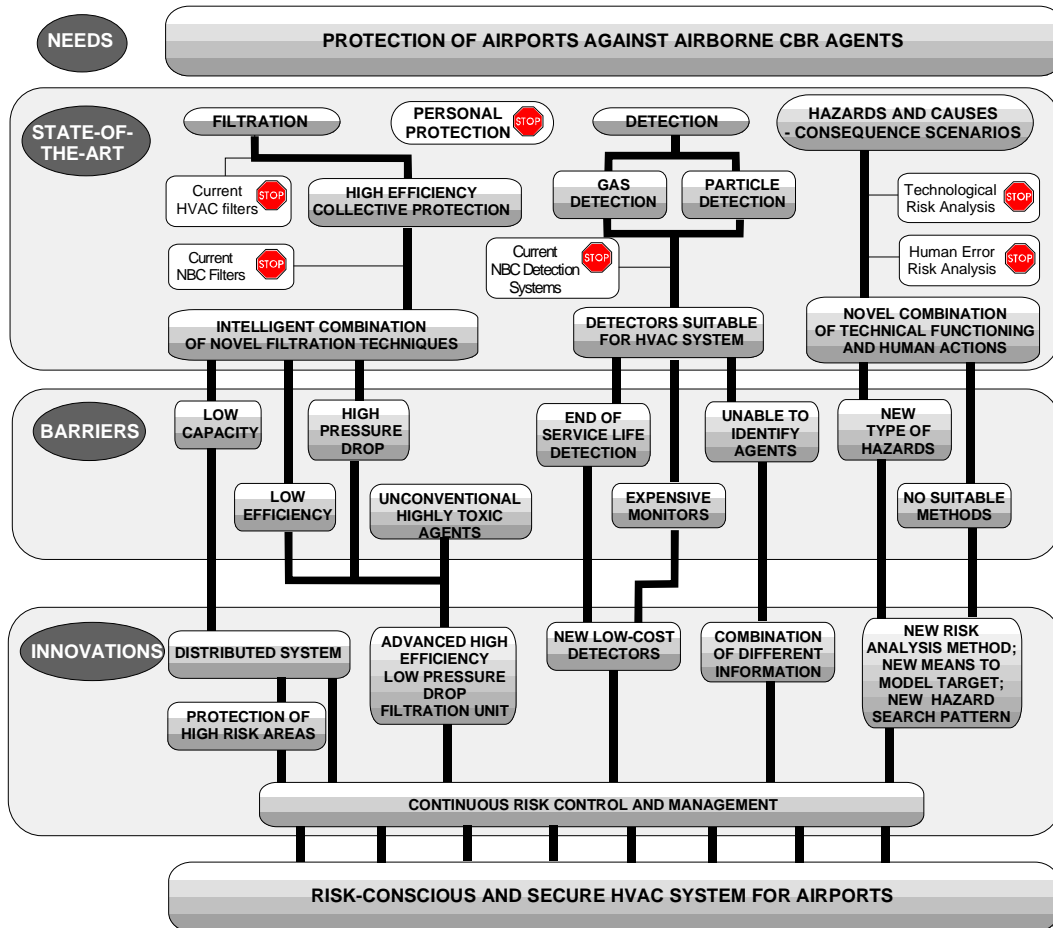 NEEDS
PROTECTION OF AIRPORTS AGAINST AIRBORNE CBR AGENTS
STATE-OF-
THE-ART
FILTRATION
PERSONAL
PROTECTION
STOP
DETECTION
HAZARDS AND CAUSES
- CONSEQUENCE SCENARIOS
Current
HVAC filters
STOP
HIGH EFFICIENCY
COLLECTIVE PROTECTION
GAS
DETECTION
PARTICLE
DETECTION
Technological
Risk Analysis
STOP
Current
NBC Filters
STOP
Current
NBC Detection
Systems
STOP
Human Error
Risk Analysis
STOP
INTELLIGENT COMBINATION
OF NOVEL FILTRATION TECHNIQUES
DETECTORS SUITABLE
FOR HVAC SYSTEM
NOVEL COMBINATION
OF TECHNICAL FUNCTIONING
AND HUMAN ACTIONS
BARRIERS
LOW
CAPACITY
HIGH
PRESSURE
DROP
END OF
SERVICE LIFE
DETECTION
UNABLE TO
IDENTIFY
AGENTS
NEW
TYPE OF
HAZARDS
LOW
EFFICIENCY
UNCONVENTIONAL
HIGHLY TOXIC
AGENTS
EXPENSIVE
MONITORS
NO SUITABLE
METHODS
INNOVATIONS
DISTRIBUTED SYSTEM
ADVANCED HIGH
EFFICIENCY
LOW PRESSURE
DROP
FILTRATION UNIT
NEW LOW-COST
DETECTORS
COMBINATION
OF DIFFERENT
INFORMATION
NEW RISK
ANALYSIS METHOD;
NEW MEANS TO
MODEL TARGET;
NEW HAZARD
SEARCH PATTERN
PROTECTION OF
HIGH RISK AREAS
CONTINUOUS RISK CONTROL AND MANAGEMENT
RISK-CONSCIOUS AND SECURE HVAC SYSTEM FOR AIRPORTS